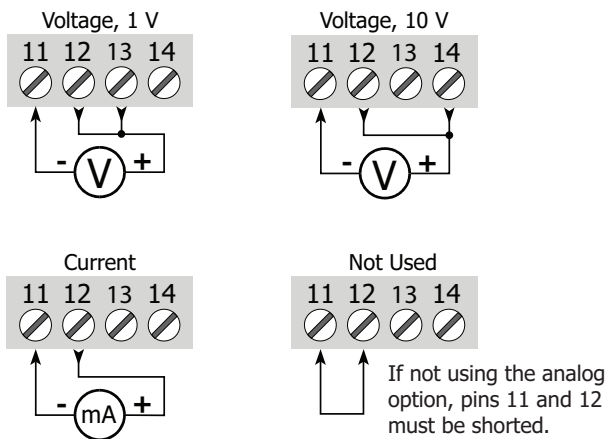 Voltage, 1 V
11 12 13 14
- V +
Voltage, 10 V
11 12 13 14
- V +
Current
11 12 13 14
- mA +
Not Used
11 12 13 14
If not using the analog
option, pins 11 and 12
must be shorted.